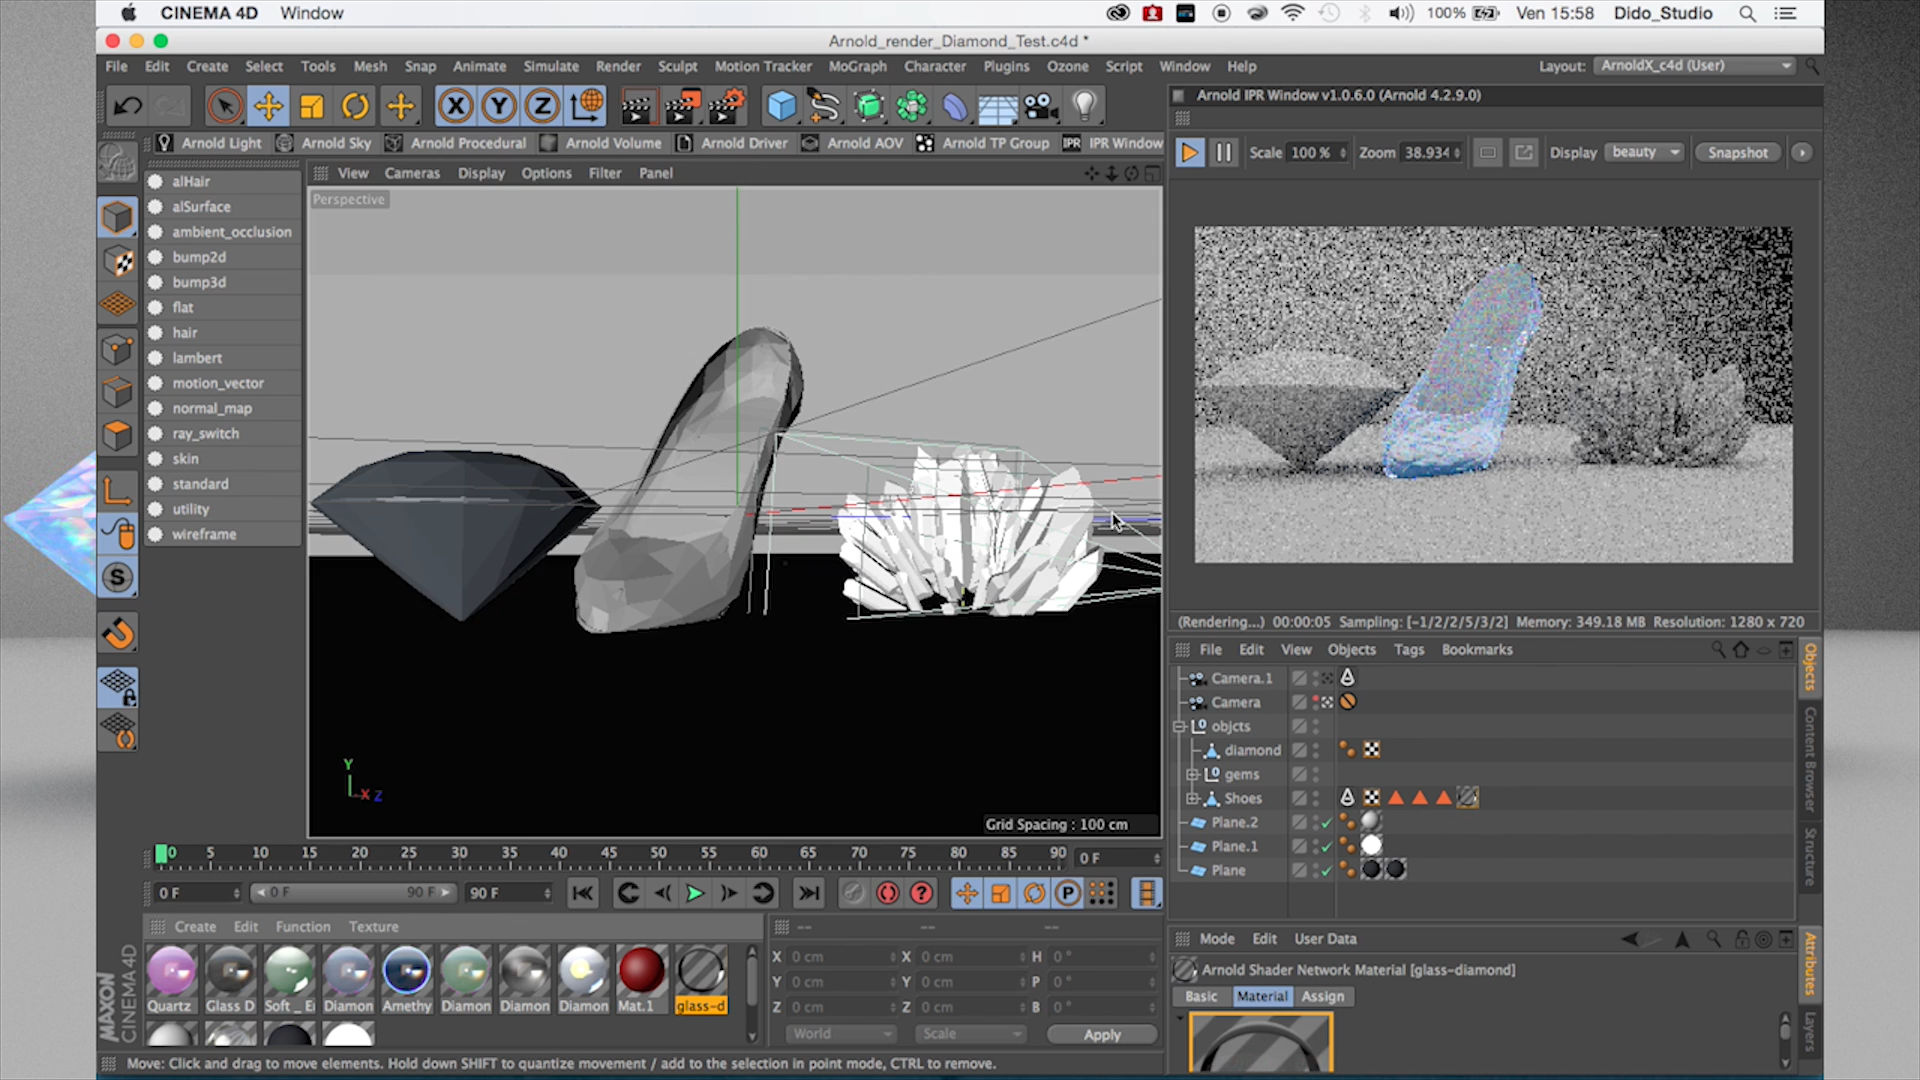 CINEMA 4D Window
100% Ven 15:58 Dido_Studio
Arnold_render_Diamond_Test.c4d *
File Edit Create Select Tools Mesh Snap Animate Simulate Render Sculpt Motion Tracker MoGraph Character Plugins Ozone Script Window Help
Layout: ArnoldX_c4d (User)
X Y Z
Arnold IPR Window v1.0.6.0 (Arnold 4.2.9.0)
Arnold Light Arnold Sky Arnold Procedural Arnold Volume Arnold Driver Arnold AOV Arnold TP Group IPR IPR Window
Scale 100 % Zoom 38.934 Display beauty Snapshot
View Cameras Display Options Filter Panel
Perspective
alHair
alSurface
ambient_occlusion
bump2d
bump3d
flat
hair
lambert
motion_vector
normal_map
ray_switch
skin
standard
utility
wireframe
S
Y
X Z
Grid Spacing : 100 cm
(Rendering...) 00:00:05 Sampling: [-1/2/2/5/3/2] Memory: 349.18 MB Resolution: 1280 x 720
File Edit View Objects Tags Bookmarks
Camera.1
Camera
objcts
diamond
gems
Shoes
Plane.2
Plane.1
Plane
Objects
Content Browser
Structure
0 5 10 15 20 25 30 35 40 45 50 55 60 65 70 75 80 85 90 0 F
0 F 0 F 90 F 90 F
P
Create Edit Function Texture
-- -- --
Quartz Glass D Soft _ El Diamon Amethy Diamon Diamon Diamon Mat.1 glass-d
X 0 cm X 0 cm H 0 °
Y 0 cm Y 0 cm P 0 °
Z 0 cm Z 0 cm B 0 °
World Scale Apply
Mode Edit User Data
Arnold Shader Network Material [glass-diamond]
Basic Material Assign
Attributes
Layers
MAXON
CINEMA 4D
Move: Click and drag to move elements. Hold down SHIFT to quantize movement / add to the selection in point mode, CTRL to remove.